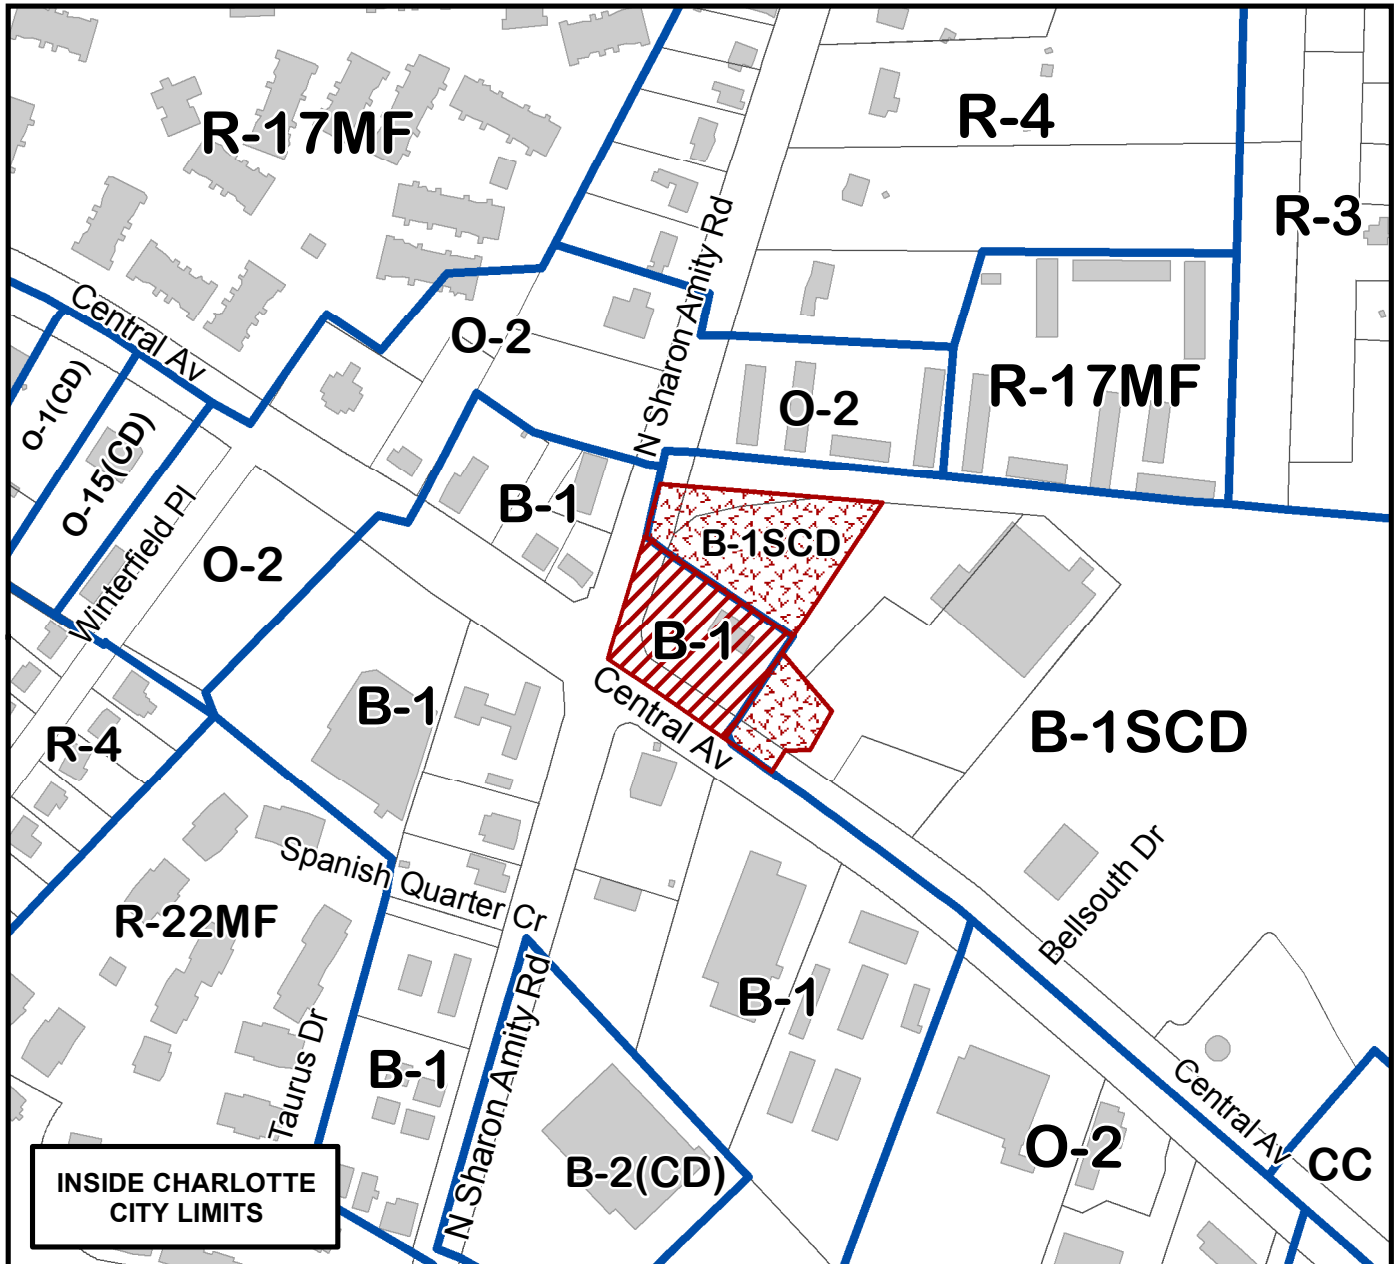 R-17MF
R-4
R-3
N Sharon Amity Rd
Central Av
O-2
O-1(CD)
O-15(CD)
O-2
R-17MF
B-1
B-1SCD
Winterfield Pl
O-2
B-1
Central Av
B-1
B-1SCD
R-4
Spanish Quarter Cr
Bellsouth Dr
R-22MF
N Sharon Amity Rd
B-1
Taurus Dr
B-1
Central Av
B-2(CD)
O-2
CC
INSIDE CHARLOTTE
CITY LIMITS